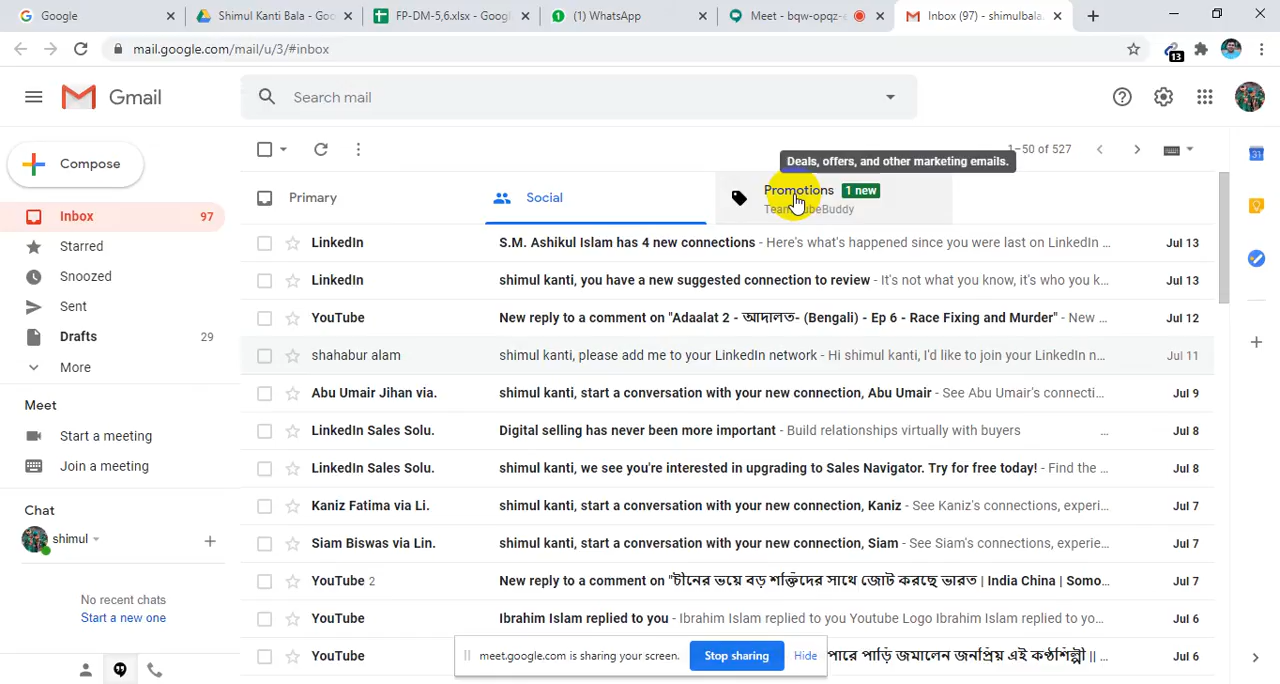 Google
Shimul Kanti Bala - Goo
FP-DM-5,6.xlsx - Googl
(1) WhatsApp
Meet - bqw-opqz-
Inbox (97) - shimulbala.
mail.google.com/mail/u/3/#inbox
13
Gmail
Search mail
Compose
1–50 of 527
Deals, offers, and other marketing emails.
Primary
Social
Promotions 1 new
Inbox 97
Starred
Snoozed
Sent
Drafts 29
More
Meet
Start a meeting
Join a meeting
Chat
shimul
No recent chats
Start a new one
LinkedIn S.M. Ashikul Islam has 4 new connections - Here's what's happened since you were last on LinkedIn ... Jul 13
LinkedIn shimul kanti, you have a new suggested connection to review - It's not what you know, it's who you k... Jul 13
YouTube New reply to a comment on "Adaalat 2 - আদালত- (Bengali) - Ep 6 - Race Fixing and Murder" - New ... Jul 12
shahabur alam shimul kanti, please add me to your LinkedIn network - Hi shimul kanti, I'd like to join your LinkedIn n... Jul 11
Abu Umair Jihan via. shimul kanti, start a conversation with your new connection, Abu Umair - See Abu Umair's connecti... Jul 9
LinkedIn Sales Solu. Digital selling has never been more important - Build relationships virtually with buyers ... Jul 8
LinkedIn Sales Solu. shimul kanti, we see you're interested in upgrading to Sales Navigator. Try for free today! - Find the ... Jul 8
Kaniz Fatima via Li. shimul kanti, start a conversation with your new connection, Kaniz - See Kaniz's connections, experi... Jul 7
Siam Biswas via Lin. shimul kanti, start a conversation with your new connection, Siam - See Siam's connections, experie... Jul 7
YouTube 2 New reply to a comment on "চীনের ভয়ে বড় শক্তিদের সাথে জোট করছে ভারত | India China | Somo... Jul 7
YouTube Ibrahim Islam replied to you - Ibrahim Islam replied to you Youtube Logo Ibrahim Islam replied to yo... Jul 6
YouTube পারে পাড়ি জমালেন জনপ্রিয় এই কণ্ঠশিল্পী || ... Jul 6
meet.google.com is sharing your screen. Stop sharing Hide